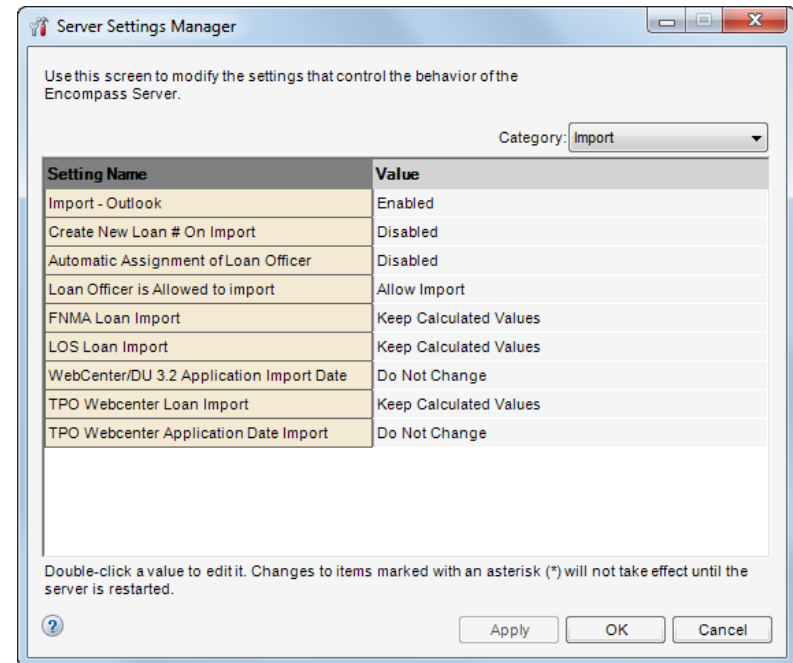 Server Settings Manager
Use this screen to modify the settings that control the behavior of the
Encompass Server.
Category: Import
Setting Name Value
Import - Outlook Enabled
Create New Loan # On Import Disabled
Automatic Assignment of Loan Officer Disabled
Loan Officer is Allowed to import Allow Import
FNMA Loan Import Keep Calculated Values
LOS Loan Import Keep Calculated Values
WebCenter/DU 3.2 Application Import Date Do Not Change
TPO Webcenter Loan Import Keep Calculated Values
TPO Webcenter Application Date Import Do Not Change
Double-click a value to edit it. Changes to items marked with an asterisk (*) will not take effect until the
server is restarted.
? Apply OK Cancel